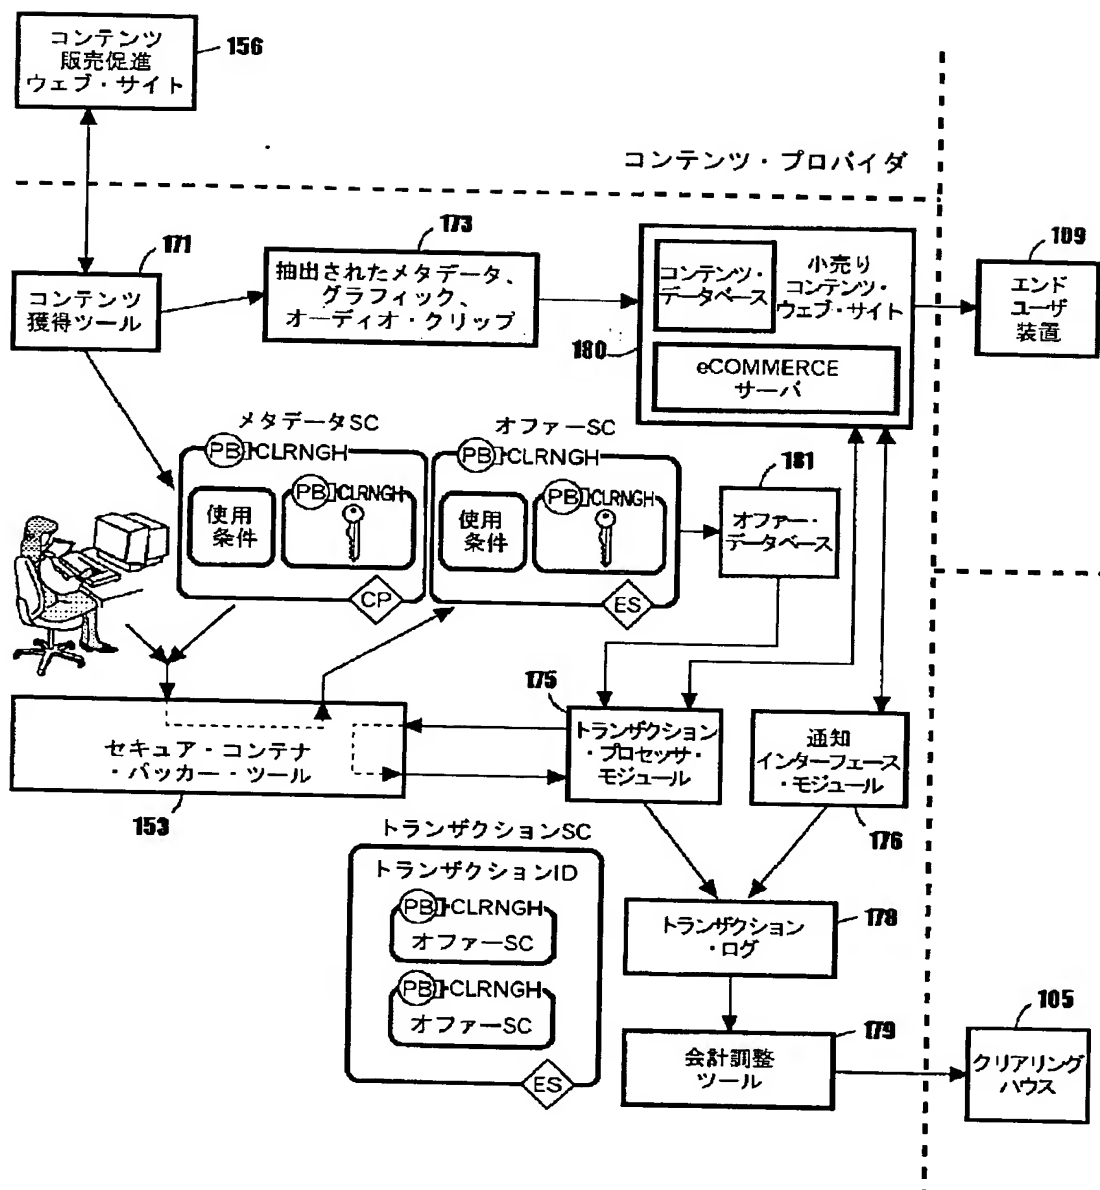 コンテンツ
販売促進
ウェブ・サイト
156
コンテンツ・プロバイダ
171
コンテンツ
獲得ツール
173
抽出されたメタデータ、
グラフィック、
オーディオ・クリップ
コンテンツ・
データベース
小売り
コンテンツ・
ウェブ・サイト
180
eCOMMERCE
サーバ
109
エンド
ユーザ
装置
メタデータSC
PB CLRNGH
使用
条件
PB CLRNGH
CP
オファーSC
PB CLRNGH
使用
条件
PB CLRNGH
ES
181
オファー・
データベース
セキュア・コンテナ
・パッカー・ツール
153
175
トランザクション
・プロセッサ・
モジュール
通知
インターフェース
・モジュール
176
トランザクションSC
トランザクションID
PB CLRNGH
オファーSC
PB CLRNGH
オファーSC
ES
トランザクション
・ログ
178
会計調整
ツール
179
105
クリアリング
ハウス